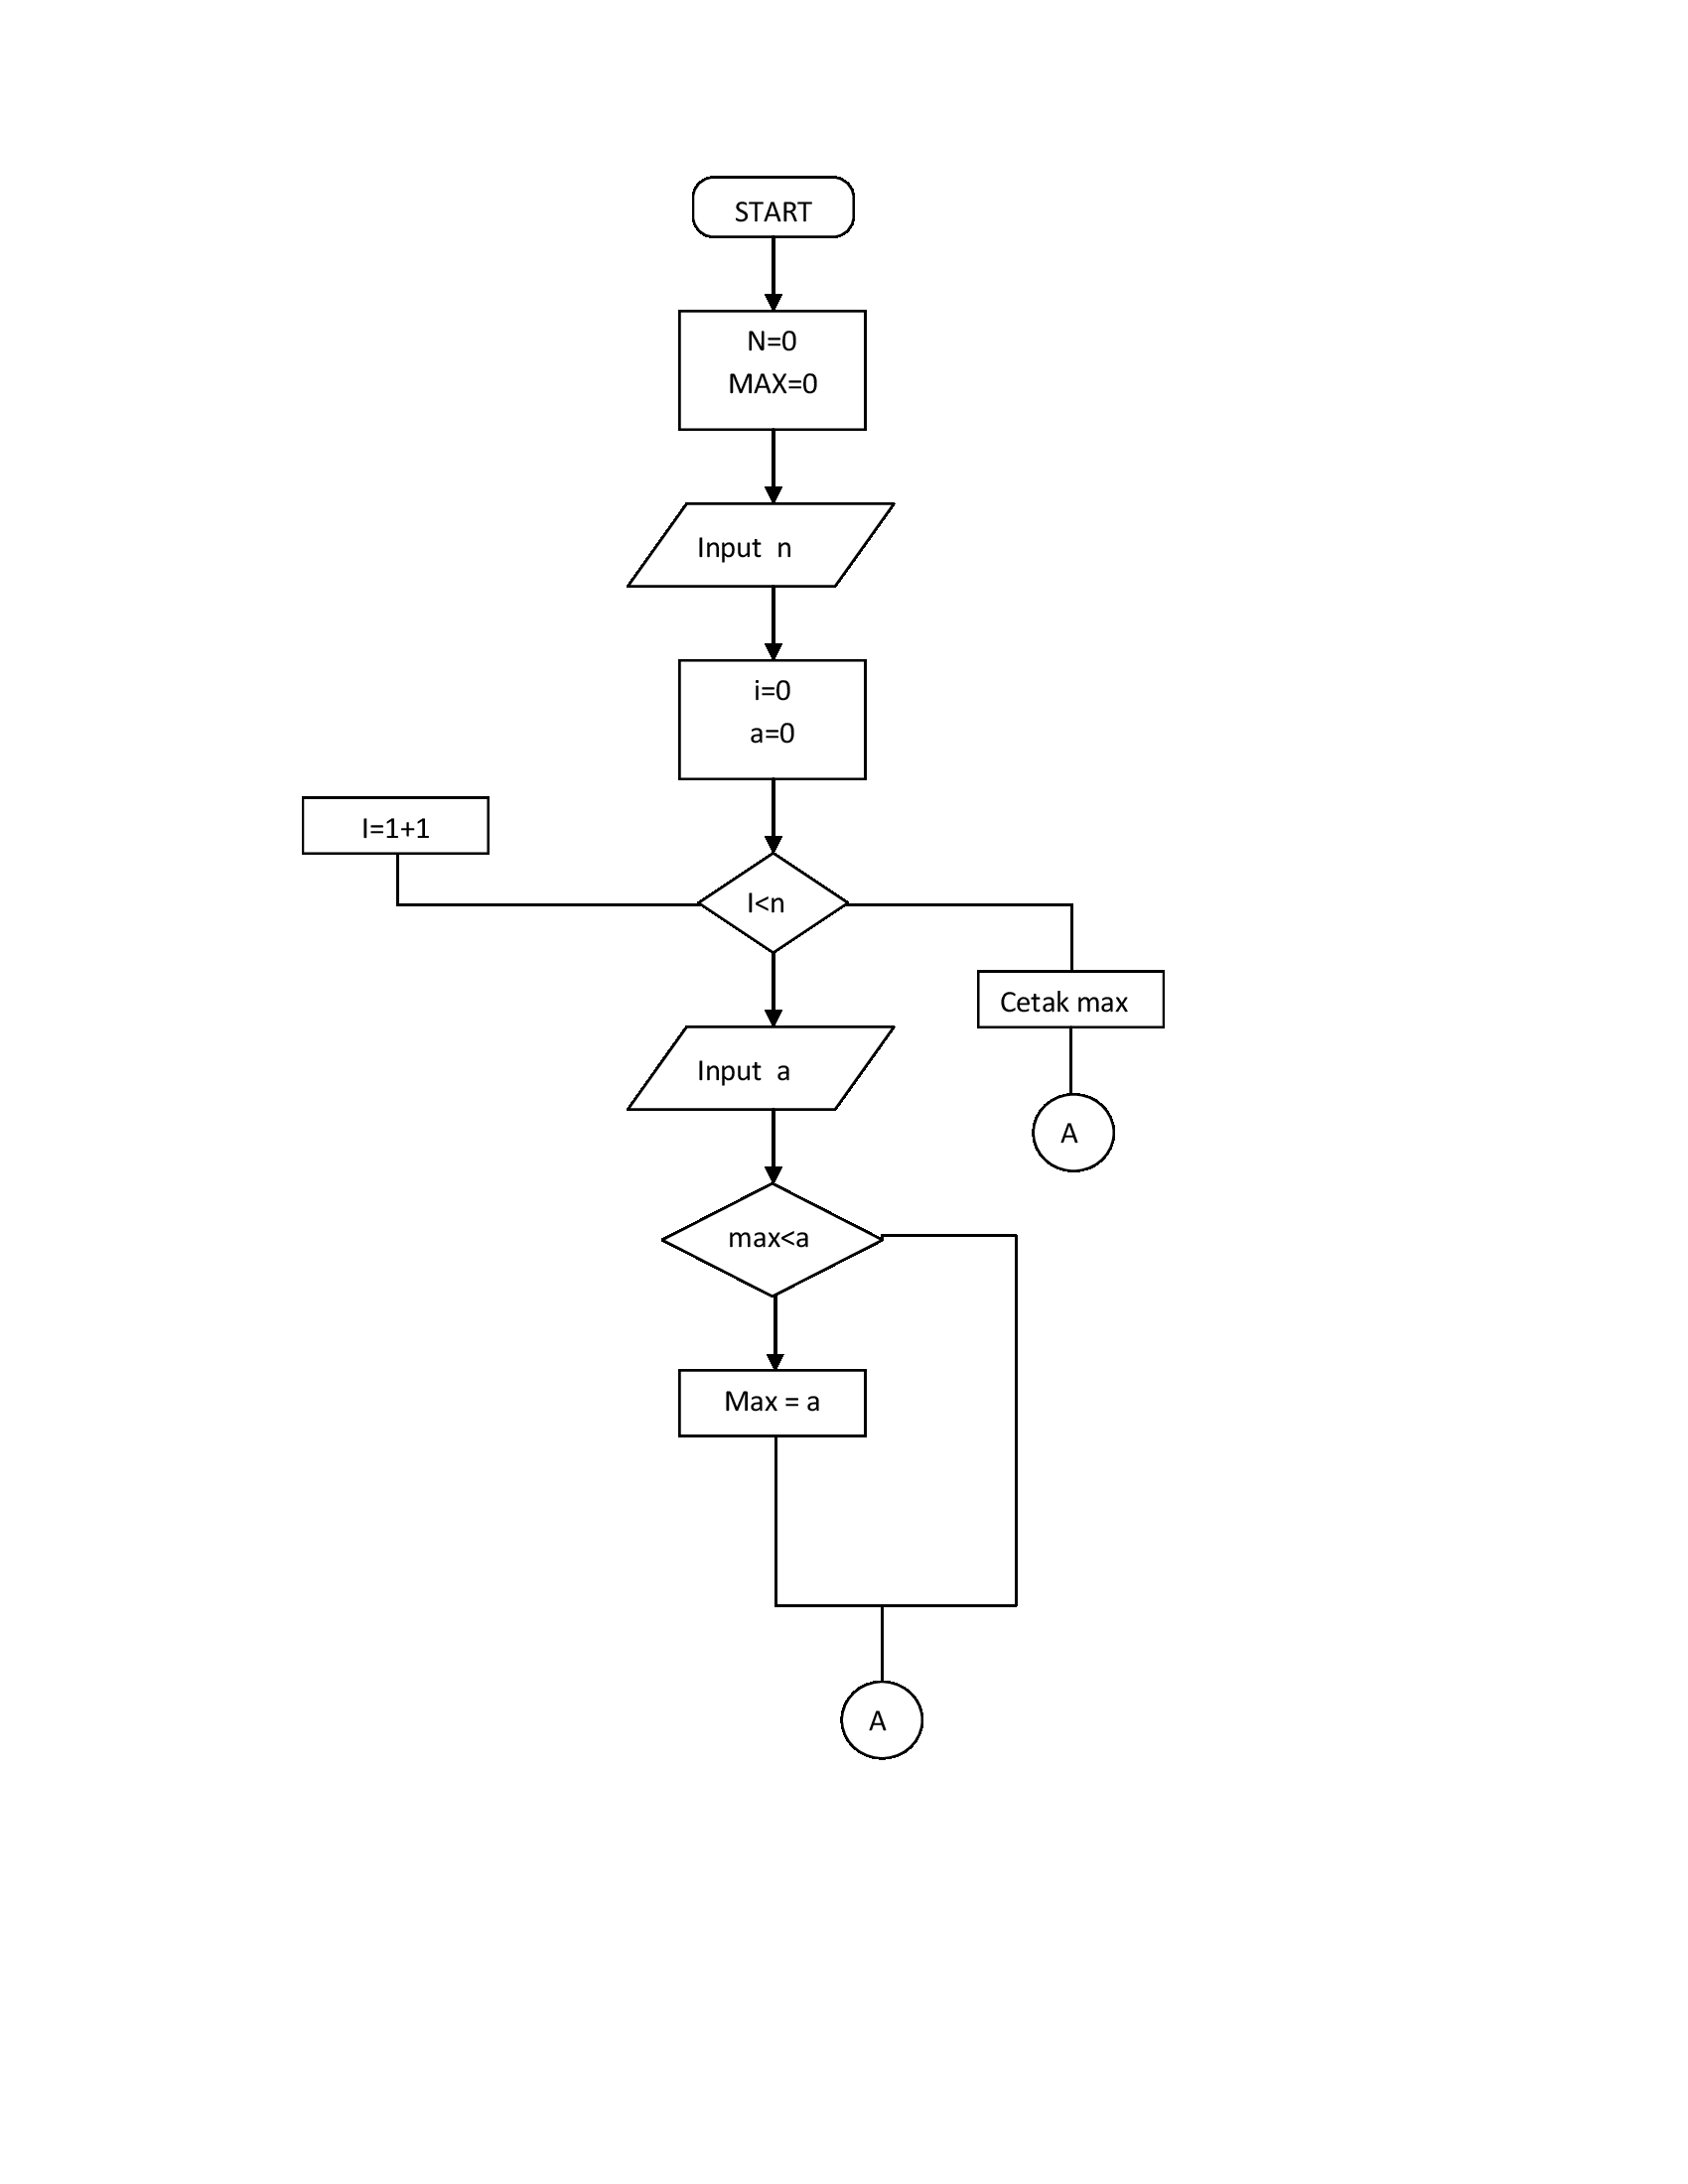 START
N=0
MAX=0
Input  n
i=0
a=0
I=1+1
I<n
Cetak max
Input  a
A
max<a
Max = a
A